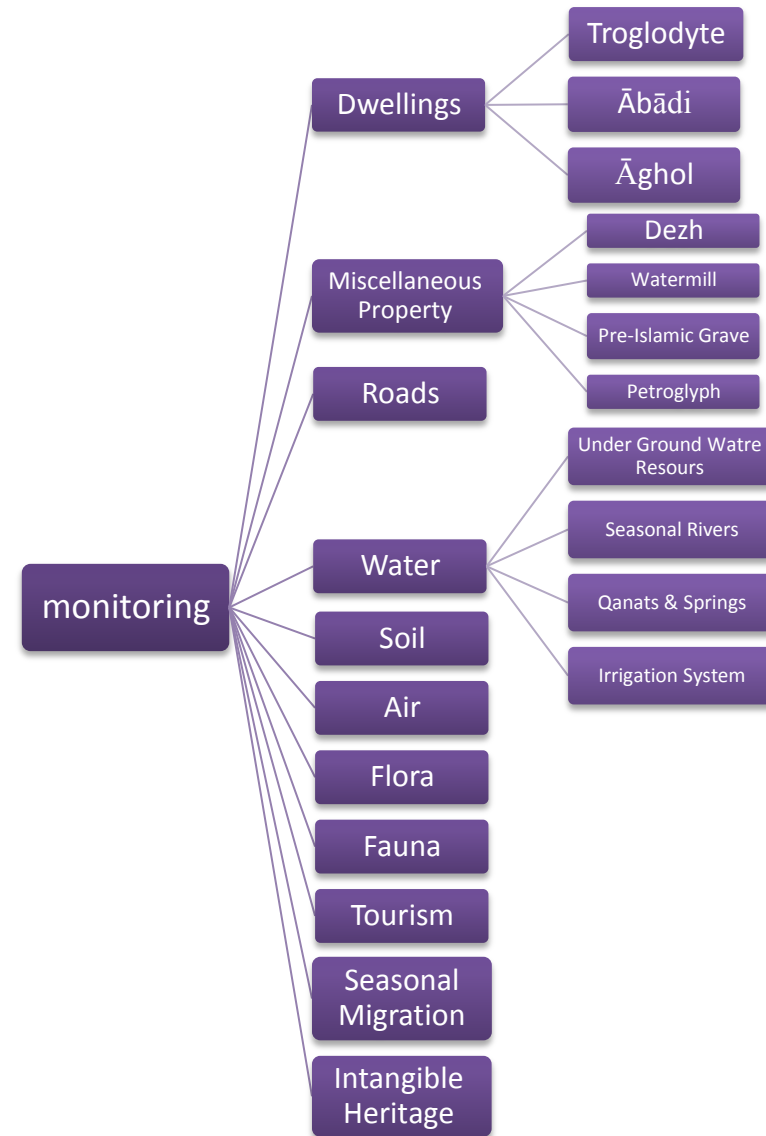 monitoring
Dwellings
Troglodyte
Ābādi
Āghol
Miscellaneous
Property
Dezh
Watermill
Pre-Islamic Grave
Petroglyph
Roads
Water
Under Ground Watre
Resours
Seasonal Rivers
Qanats & Springs
Irrigation System
Soil
Air
Flora
Fauna
Tourism
Seasonal
Migration
Intangible
Heritage